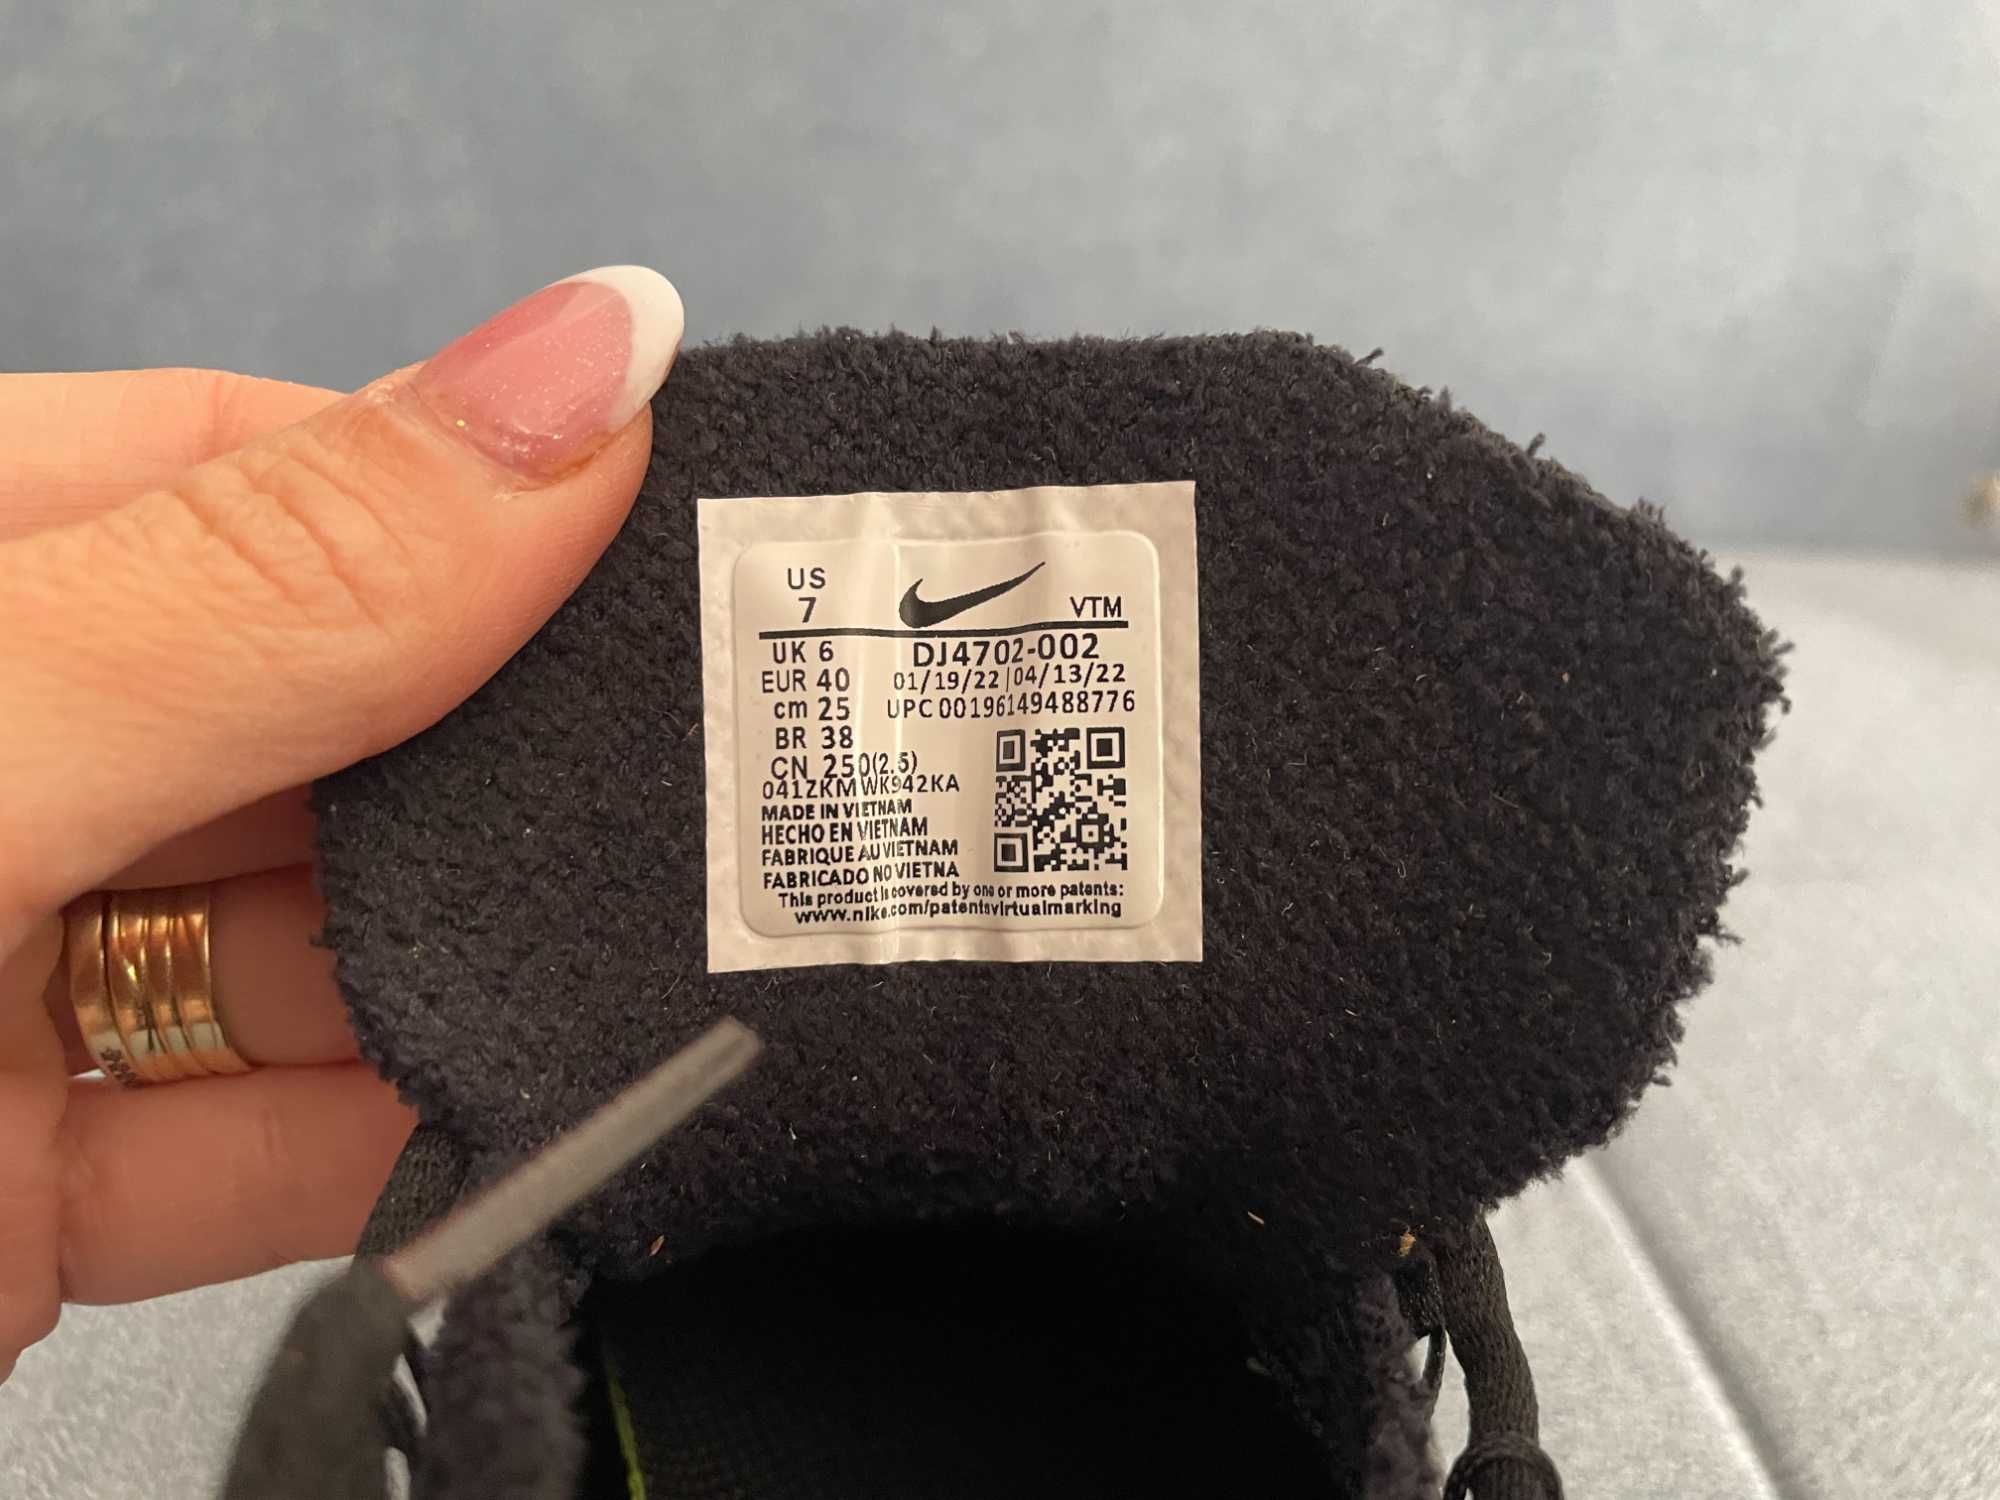 US
7
VTM
UK 6
DJ4702-002
EUR 40
01/19/22|04/13/22
cm 25
UPC 00196149488776
BR 38
CN 250(2.5)
041ZKMWK942KA
MADE IN VIETNAM
HECHO EN VIETNAM
FABRIQUE AU VIETNAM
FABRICADO NO VIETNA
This product is covered by one or more patents:
www.nike.com/patentsvirtualmarking